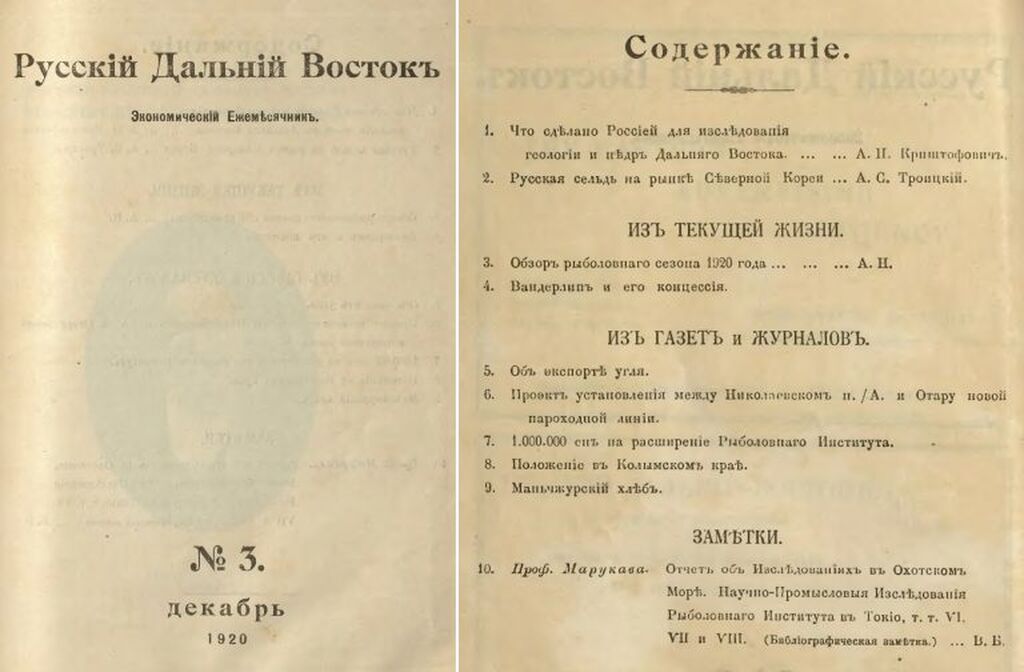 Русскій Дальній Востокъ
Экономическій Ежемѣсячникъ.
№ 3.
декабрь
1920
Содержаніе.
1. Что сдѣлано Россіей для изслѣдованія
геологіи и нѣдръ Дальняго Востока. ... ... А. Н. Криштофовичъ.
2. Русская сельдь на рынкѣ Сѣверной Кореи ... А. С. Троицкій.
ИЗЪ ТЕКУЩЕЙ ЖИЗНИ.
3. Обзоръ рыболовнаго сезона 1920 года ... ... ... А. Н.
4. Вандерлипъ и его концессія.
ИЗЪ ГАЗЕТЪ и ЖУРНАЛОВЪ.
5. Объ экспортѣ угля.
6. Проэктъ установленія между Николаевскомъ н. /А. и Отару новой
пароходной линіи.
7. 1.000.000 енъ на расширеніе Рыболовнаго Института.
8. Положеніе въ Колымскомъ краѣ.
9. Маньчжурскій хлѣбъ.
ЗАМѢТКИ.
10. Проф. Марукава. Отчетъ объ Изслѣдованіяхъ въ Охотскомъ
Морѣ. Научно-Промысловыя Изслѣдованія
Рыболовнаго Института въ Токіо, т. т. VI.
VII и VIII. (Библіографическая замѣтка.) ... В. Е.